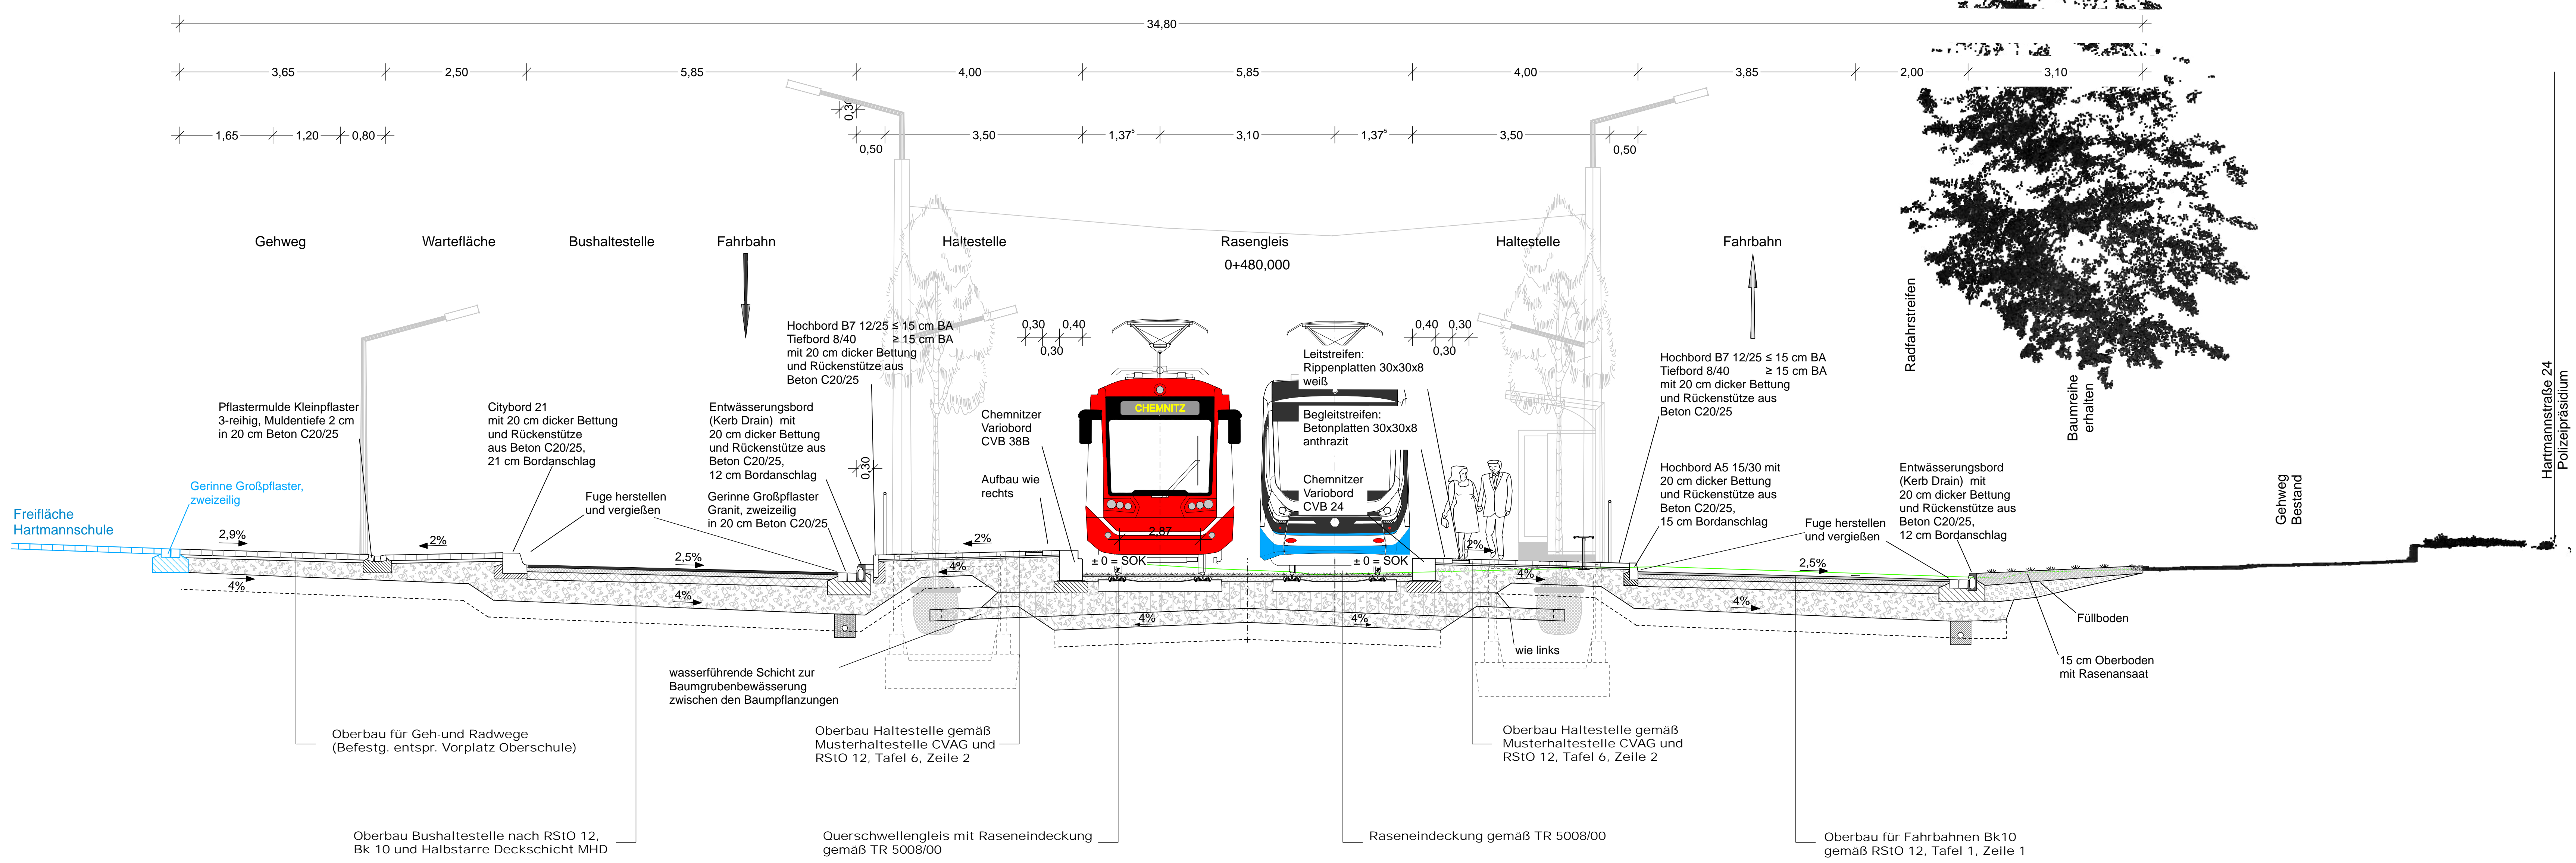 34,80
3,65
2,50
5,85
4,00
5,85
4,00
3,85
2,00
3,10
0,30
1,65
1,20
0,80
3,50
1,37⁵
3,10
1,37⁵
3,50
0,50
0,50
Gehweg
Wartefläche
Bushaltestelle
Fahrbahn
Haltestelle
Rasengleis
0+480,000
Haltestelle
Fahrbahn
Radfahrstreifen
Baumreihe
erhalten
Gehweg
Bestand
Hartmannstraße 24
Polizeipräsidium
Hochbord B7 12/25 ≤ 15 cm BA
Tiefbord 8/40 ≥ 15 cm BA
mit 20 cm dicker Bettung
und Rückenstütze aus
Beton C20/25
0,30
0,40
0,30
0,40
0,30
0,30
Leitstreifen:
Rippenplatten 30x30x8
weiß
Begleitstreifen:
Betonplatten 30x30x8
anthrazit
Chemnitzer
Variobord
CVB 24
Hochbord B7 12/25 ≤ 15 cm BA
Tiefbord 8/40 ≥ 15 cm BA
mit 20 cm dicker Bettung
und Rückenstütze aus
Beton C20/25
Pflastermulde Kleinpflaster
3-reihig, Muldentiefe 2 cm
in 20 cm Beton C20/25
Citybord 21
mit 20 cm dicker Bettung
und Rückenstütze
aus Beton C20/25,
21 cm Bordanschlag
Entwässerungsbord
(Kerb Drain) mit
20 cm dicker Bettung
und Rückenstütze aus
Beton C20/25,
12 cm Bordanschlag
Gerinne Großpflaster
Granit, zweizeilig
in 20 cm Beton C20/25
0,30
Chemnitzer
Variobord
CVB 38B
Aufbau wie
rechts
CHEMNITZ
Hochbord A5 15/30 mit
20 cm dicker Bettung
und Rückenstütze aus
Beton C20/25,
15 cm Bordanschlag
Fuge herstellen
und vergießen
Entwässerungsbord
(Kerb Drain) mit
20 cm dicker Bettung
und Rückenstütze aus
Beton C20/25,
12 cm Bordanschlag
Gerinne Großpflaster,
zweizeilig
Fuge herstellen
und vergießen
Freifläche
Hartmannschule
2,9%
2%
2,5%
2%
2,87
2%
2,5%
± 0 = SOK
± 0 = SOK
4%
4%
4%
4%
4%
4%
4%
Füllboden
15 cm Oberboden
mit Rasenansaat
wie links
wasserführende Schicht zur
Baumgrubenbewässerung
zwischen den Baumpflanzungen
Oberbau für Geh-und Radwege
(Befestg. entspr. Vorplatz Oberschule)
Oberbau Haltestelle gemäß
Musterhaltestelle CVAG und
RStO 12, Tafel 6, Zeile 2
Oberbau Haltestelle gemäß
Musterhaltestelle CVAG und
RStO 12, Tafel 6, Zeile 2
Oberbau Bushaltestelle nach RStO 12,
Bk 10 und Halbstarre Deckschicht MHD
Querschwellengleis mit Raseneindeckung
gemäß TR 5008/00
Raseneindeckung gemäß TR 5008/00
Oberbau für Fahrbahnen Bk10
gemäß RStO 12, Tafel 1, Zeile 1